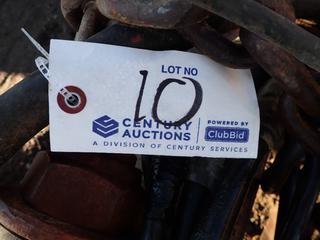 LOT NO
10
CENTURY
AUCTIONS
POWERED BY
ClubBid
A DIVISION OF CENTURY SERVICES